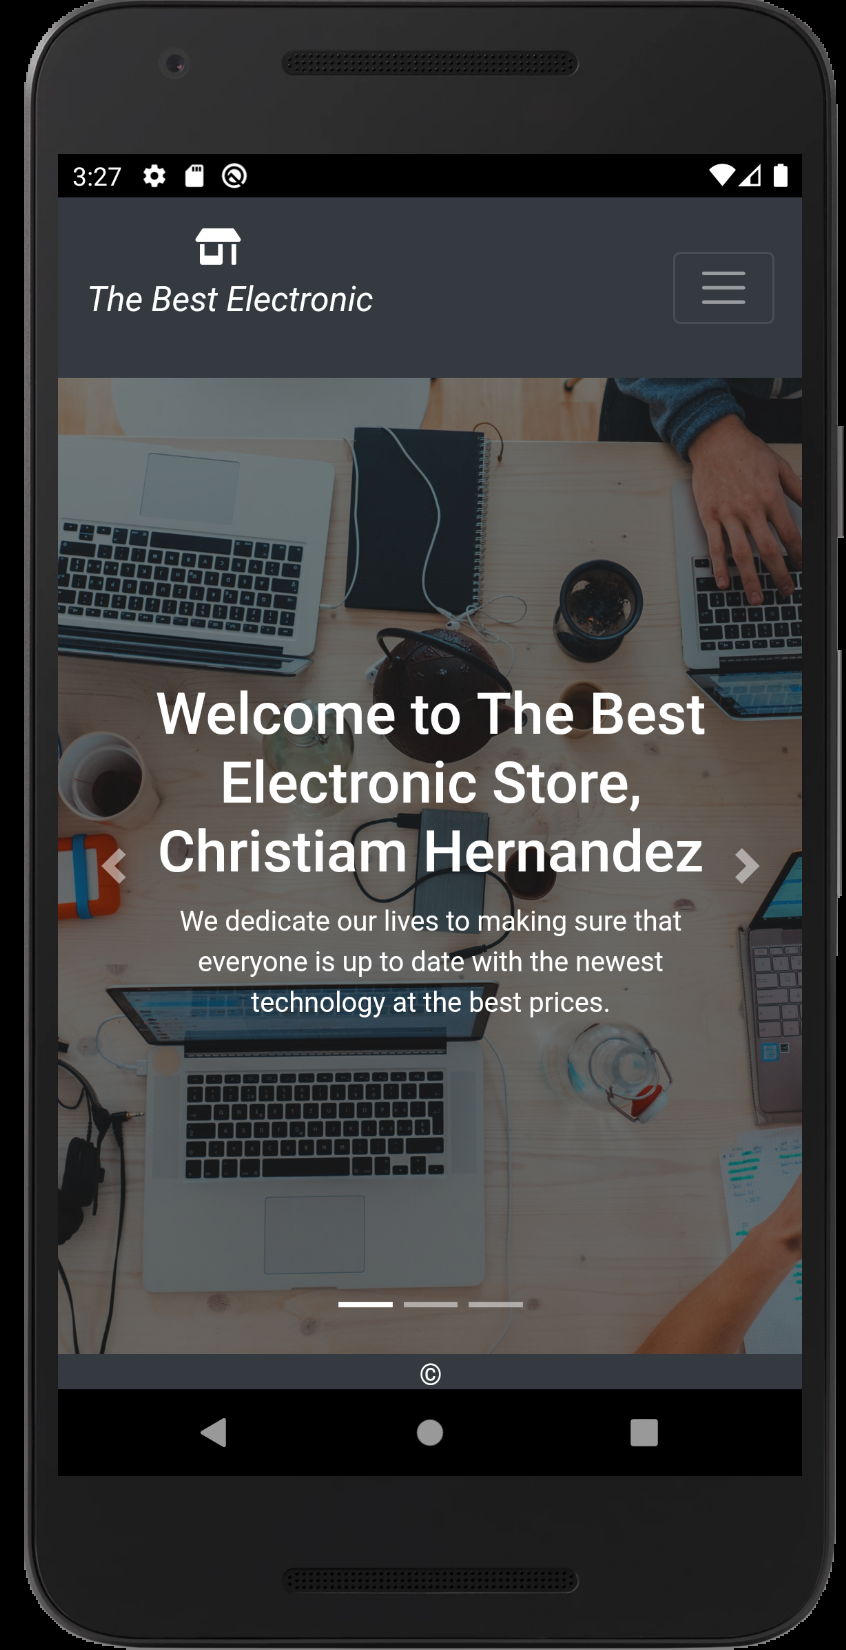 3:27
The Best Electronic
Welcome to The Best
Electronic Store,
Christiam Hernandez
We dedicate our lives to making sure that
everyone is up to date with the newest
technology at the best prices.
©